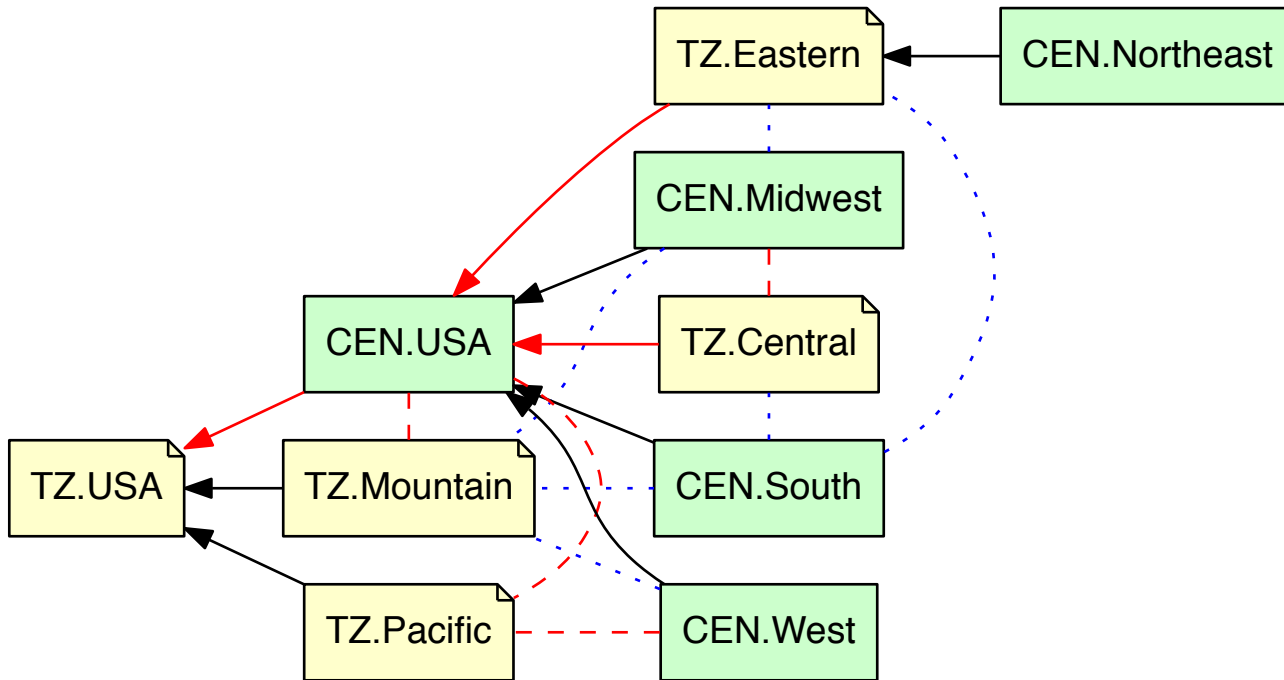 TZ.Eastern
CEN.Northeast
CEN.Midwest
CEN.USA
TZ.Central
TZ.USA
TZ.Mountain
CEN.South
TZ.Pacific
CEN.West